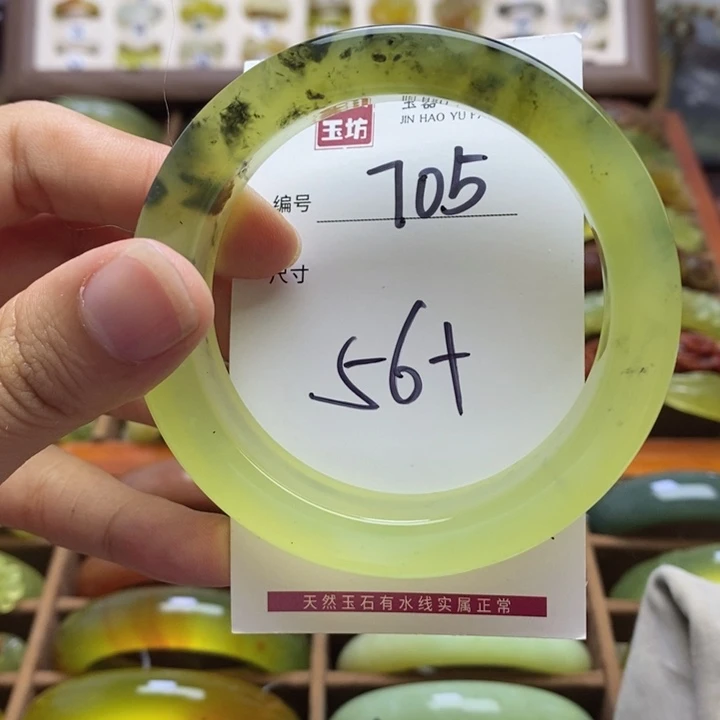 玉坊
JIN HAO YU
编号 705
尺寸
56+
天然玉石有水线实属正常